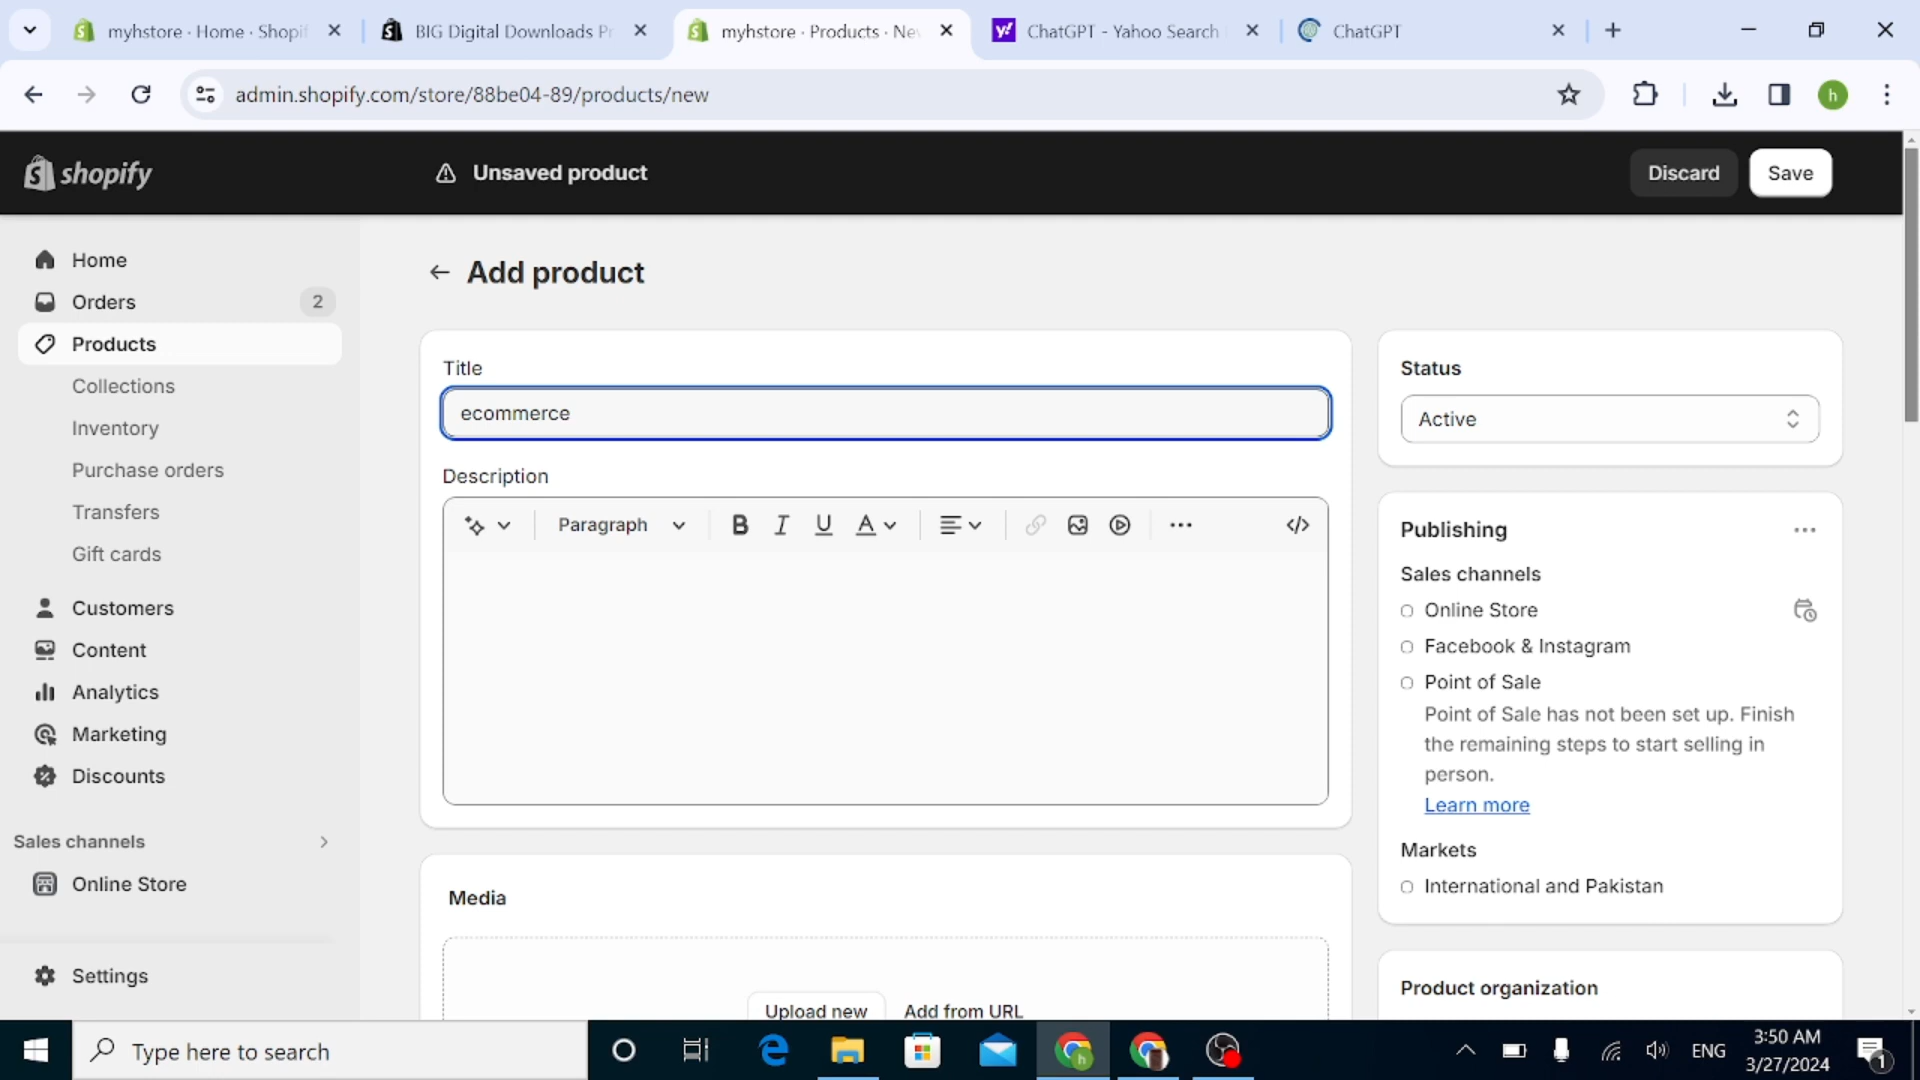 myhstore · Home · Shopif
BIG Digital Downloads Pr
myhstore · Products · Nev
ChatGPT - Yahoo Search
ChatGPT
admin.shopify.com/store/88be04-89/products/new
h
shopify
Unsaved product
Discard
Save
Home
Orders
2
Products
Collections
Inventory
Purchase orders
Transfers
Gift cards
Customers
Content
Analytics
Marketing
Discounts
Sales channels
Online Store
Settings
Add product
Title
ecommerce
Description
Paragraph
B I U A
Media
Upload new
Add from URL
Status
Active
Publishing
Sales channels
Online Store
Facebook & Instagram
Point of Sale
Point of Sale has not been set up. Finish
the remaining steps to start selling in
person.
Learn more
Markets
International and Pakistan
Product organization
Type here to search
ENG
3:50 AM
3/27/2024
1